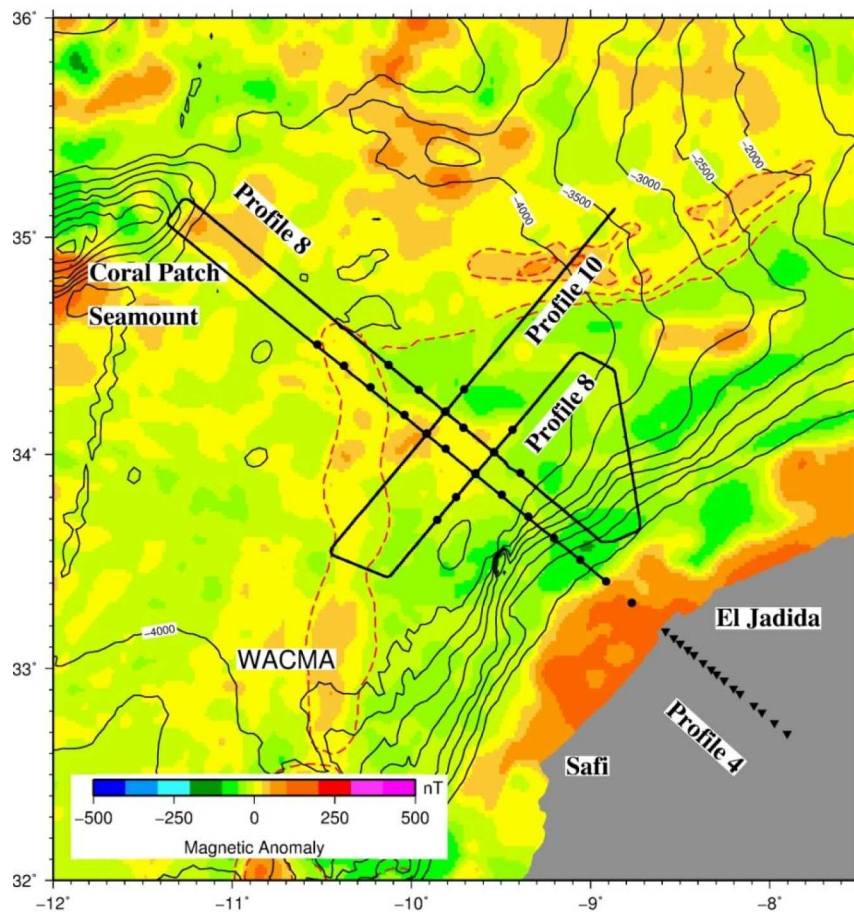 36°
-2000
-2500
-3000
-3500
-4000
Profile 8
35°
Coral Patch
Seamount
Profile 10
Profile 8
34°
-4000
El Jadida
33°
WACMA
Profile 4
Safi
nT
-500
-250
0
250
500
Magnetic Anomaly
32°
-12
-11
-10
-9
-8